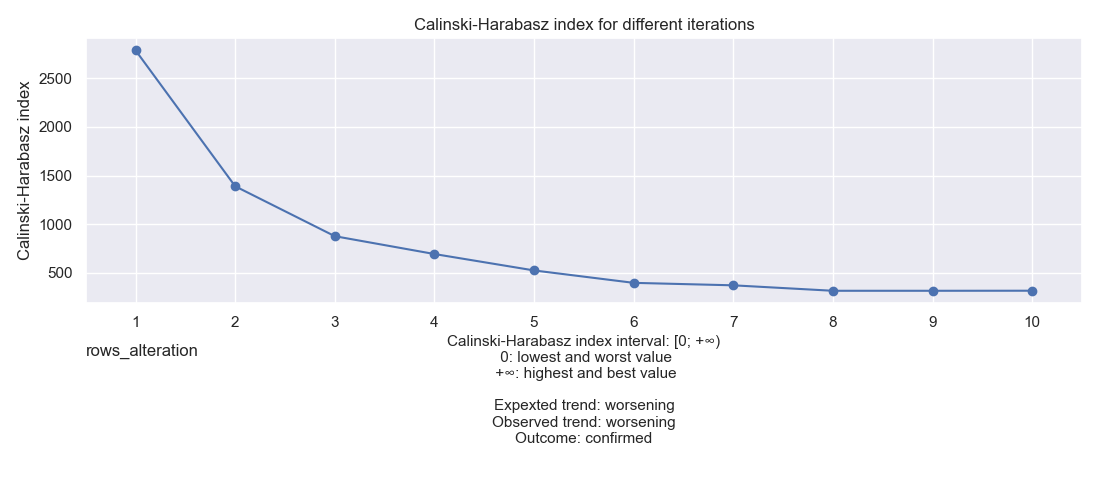 Calinski-Harabasz index for different iterations
Calinski-Harabasz index
2500
2000
1500
1000
500
1 2 3 4 5 6 7 8 9 10
rows_alteration
Calinski-Harabasz index interval: [0; +∞)
0: lowest and worst value
+∞: highest and best value
Expexted trend: worsening
Observed trend: worsening
Outcome: confirmed